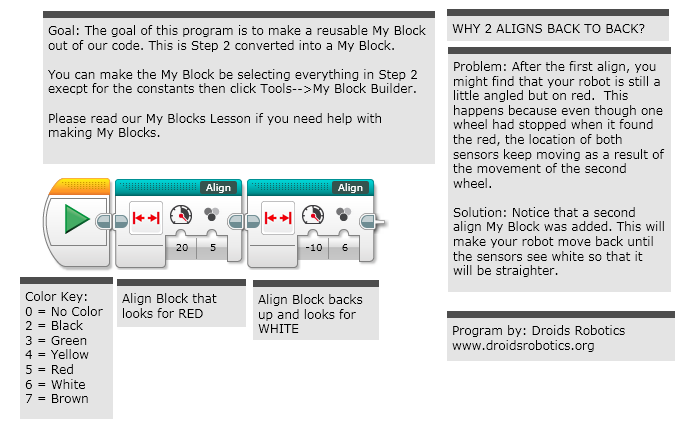 Goal: The goal of this program is to make a reusable My Block
out of our code. This is Step 2 converted into a My Block.
You can make the My Block be selecting everything in Step 2
execpt for the constants then click Tools-->My Block Builder.
Please read our My Blocks Lesson if you need help with
making My Blocks.
Align
20 5
Align
-10 6
Color Key:
0 = No Color
2 = Black
3 = Green
4 = Yellow
5 = Red
6 = White
7 = Brown
Align Block that
looks for RED
Align Block backs
up and looks for
WHITE
WHY 2 ALIGNS BACK TO BACK?
Problem: After the first align, you
might find that your robot is still a
little angled but on red.  This
happens because even though one
wheel had stopped when it found
the red, the location of both
sensors keep moving as a result of
the movement of the second
wheel.
Solution: Notice that a second
align My Block was added. This will
make your robot move back until
the sensors see white so that it
will be straighter.
Program by: Droids Robotics
www.droidsrobotics.org